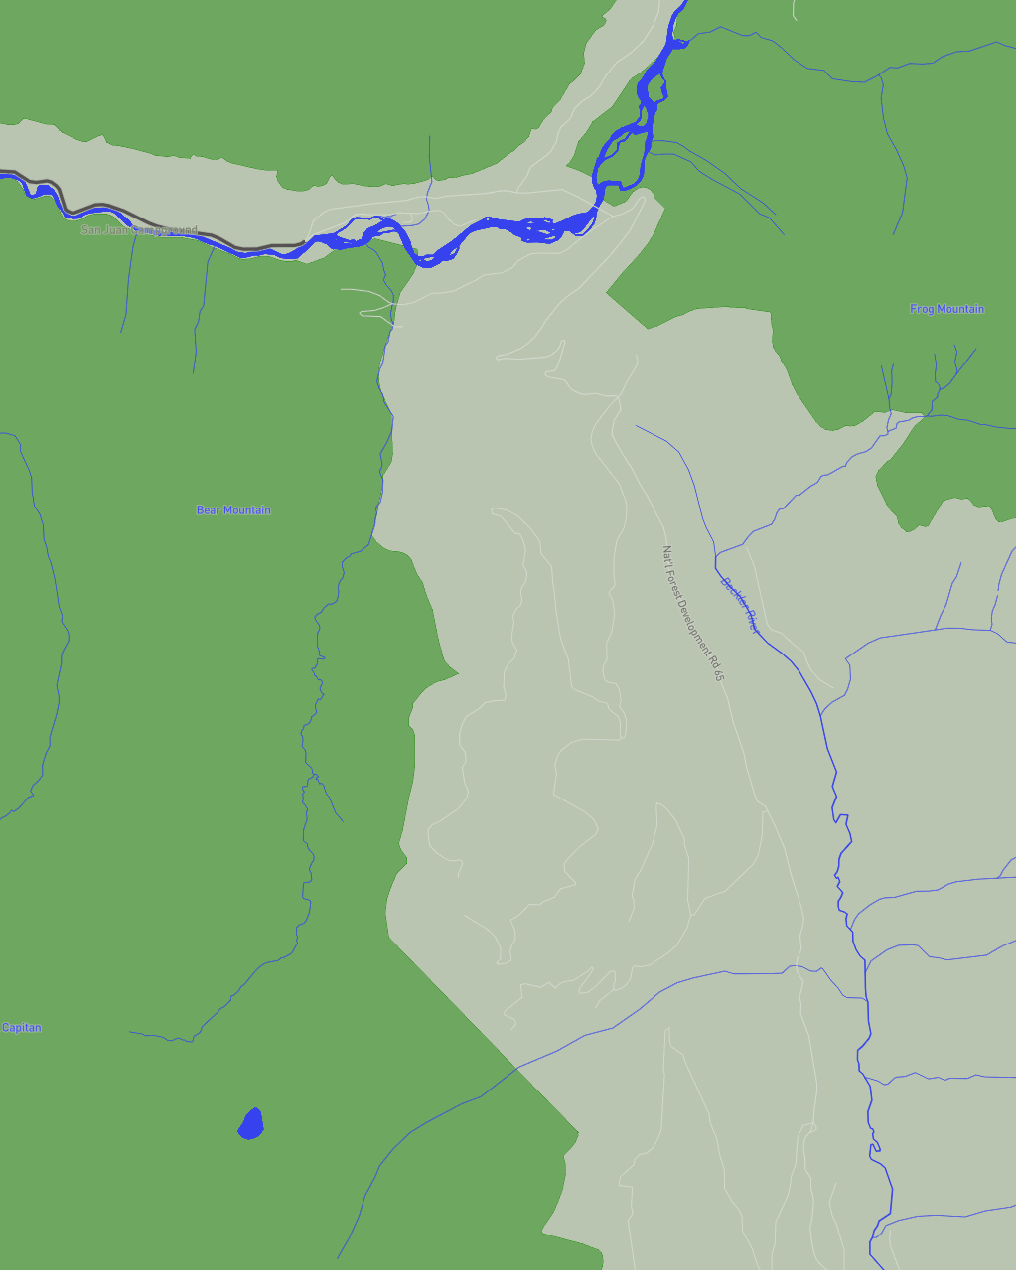 San Juan Campground
Frog Mountain
Bear Mountain
Nat'l Forest Development Rd 65
Beckler River
Capitan